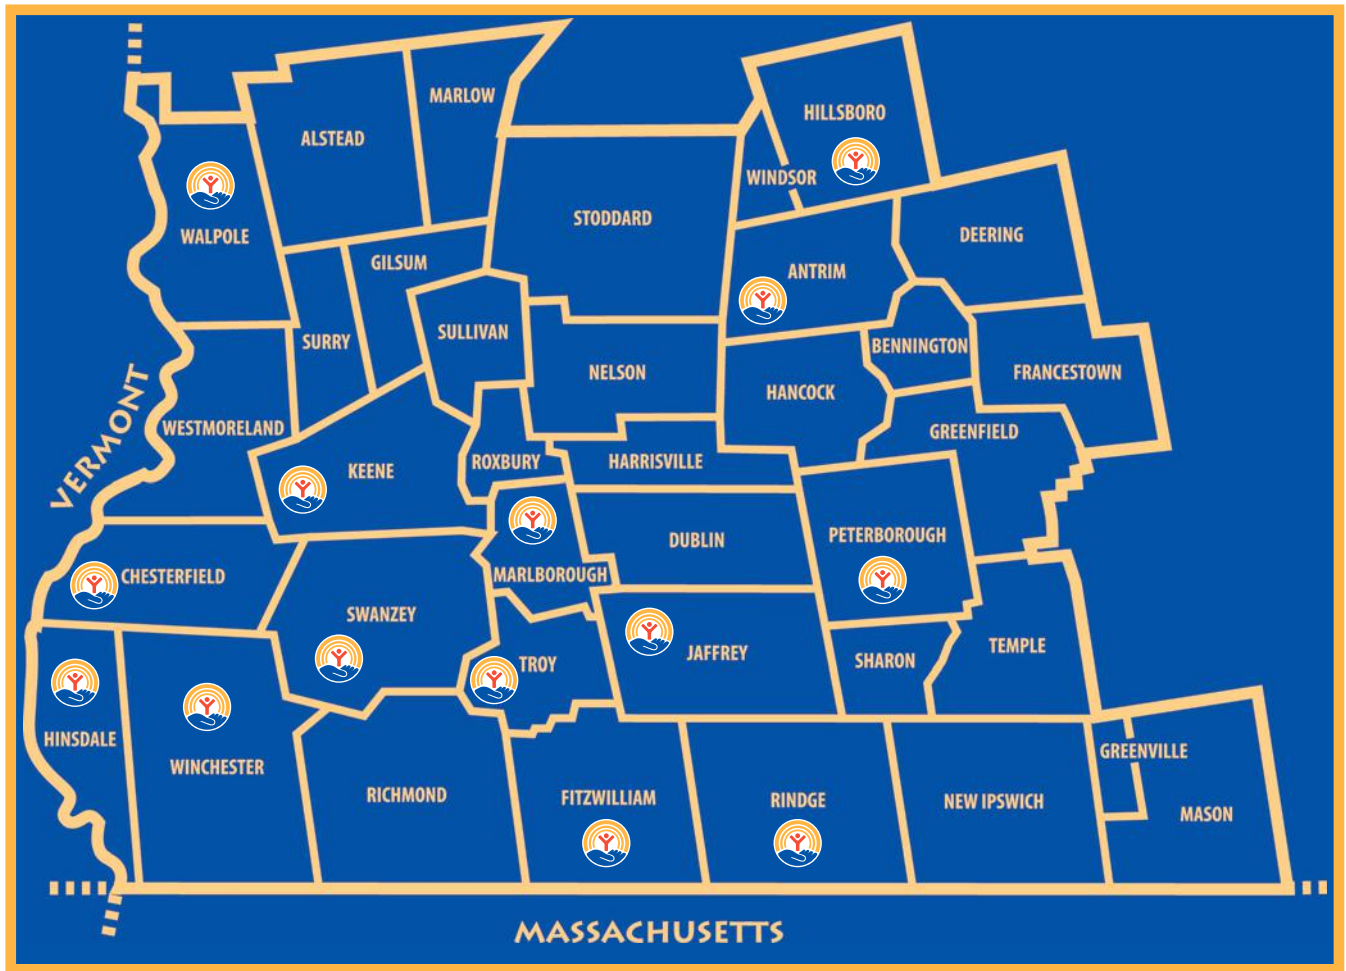 MARLOW
HILLSBORO
ALSTEAD
WINDSOR
STODDARD
WALPOLE
DEERING
GILSUM
ANTRIM
SULLIVAN
SURRY
BENNINGTON
NELSON
FRANCESTOWN
HANCOCK
VERMONT
WESTMORELAND
GREENFIELD
KEENE
ROXBURY
HARRISVILLE
PETERBOROUGH
DUBLIN
CHESTERFIELD
MARLBOROUGH
SWANZEY
TEMPLE
JAFFREY
SHARON
TROY
HINSDALE
GREENVILLE
WINCHESTER
RICHMOND
FITZWILLIAM
RINDGE
NEW IPSWICH
MASON
MASSACHUSETTS